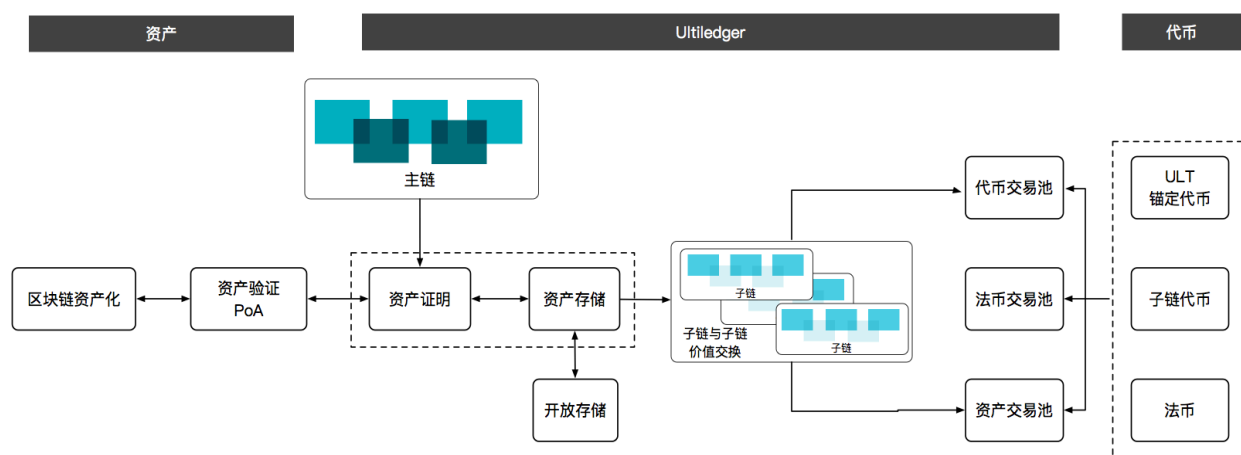 资产
Ultiledger
代币
主链
区块链资产化
资产验证
PoA
资产证明
资产存储
开放存储
子链
子链
子链与子链
价值交换
代币交易池
法币交易池
资产交易池
ULT
锚定代币
子链代币
法币